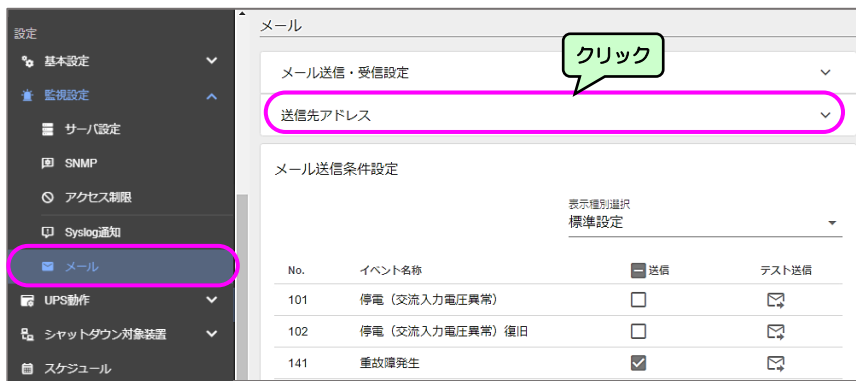 設定
基本設定
監視設定
サーバ設定
SNMP
アクセス制限
Syslog通知
メール
UPS動作
シャットダウン対象装置
スケジュール
メール
クリック
メール送信・受信設定
送信先アドレス
メール送信条件設定
表示種別選択
標準設定
No. イベント名称 送信 テスト送信
101 停電（交流入力電圧異常）
102 停電（交流入力電圧異常）復旧
141 重故障発生